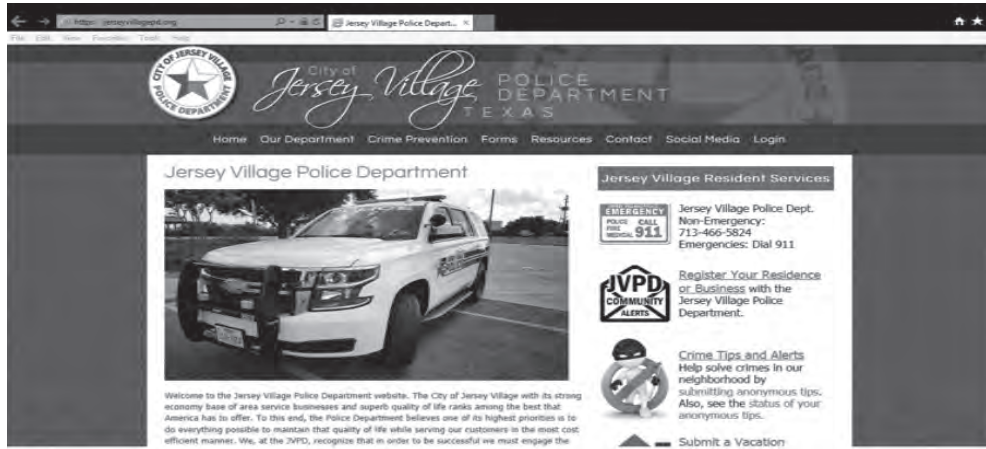 https://jerseyvillagepd.org
Jersey Village Police Depart...
File Edit View Favorites Tools Help
CITY OF JERSEY VILLAGE
POLICE DEPARTMENT
City of
Jersey Village
POLICE
DEPARTMENT
TEXAS
Home Our Department Crime Prevention Forms Resources Contact Social Media Login
Jersey Village Police Department
Welcome to the Jersey Village Police Department website. The City of Jersey Village with its strong
economy base of area service businesses and superb quality of life ranks among the best that
America has to offer. To this end, the Police Department believes one of its highest priorities is to
do everything possible to maintain that quality of life while serving our customers in the most cost
efficient manner. We, at the JVPD, recognize that in order to be successful we must engage the
Jersey Village Resident Services
EMERGENCY
POLICE CALL
FIRE
MEDICAL 911
Jersey Village Police Dept.
Non-Emergency:
713-466-5824
Emergencies: Dial 911
JVPD
COMMUNITY
ALERTS
Register Your Residence
or Business with the
Jersey Village Police
Department.
Crime Tips and Alerts
Help solve crimes in our
neighborhood by
submitting anonymous tips.
Also, see the status of your
anonymous tips.
Submit a Vacation